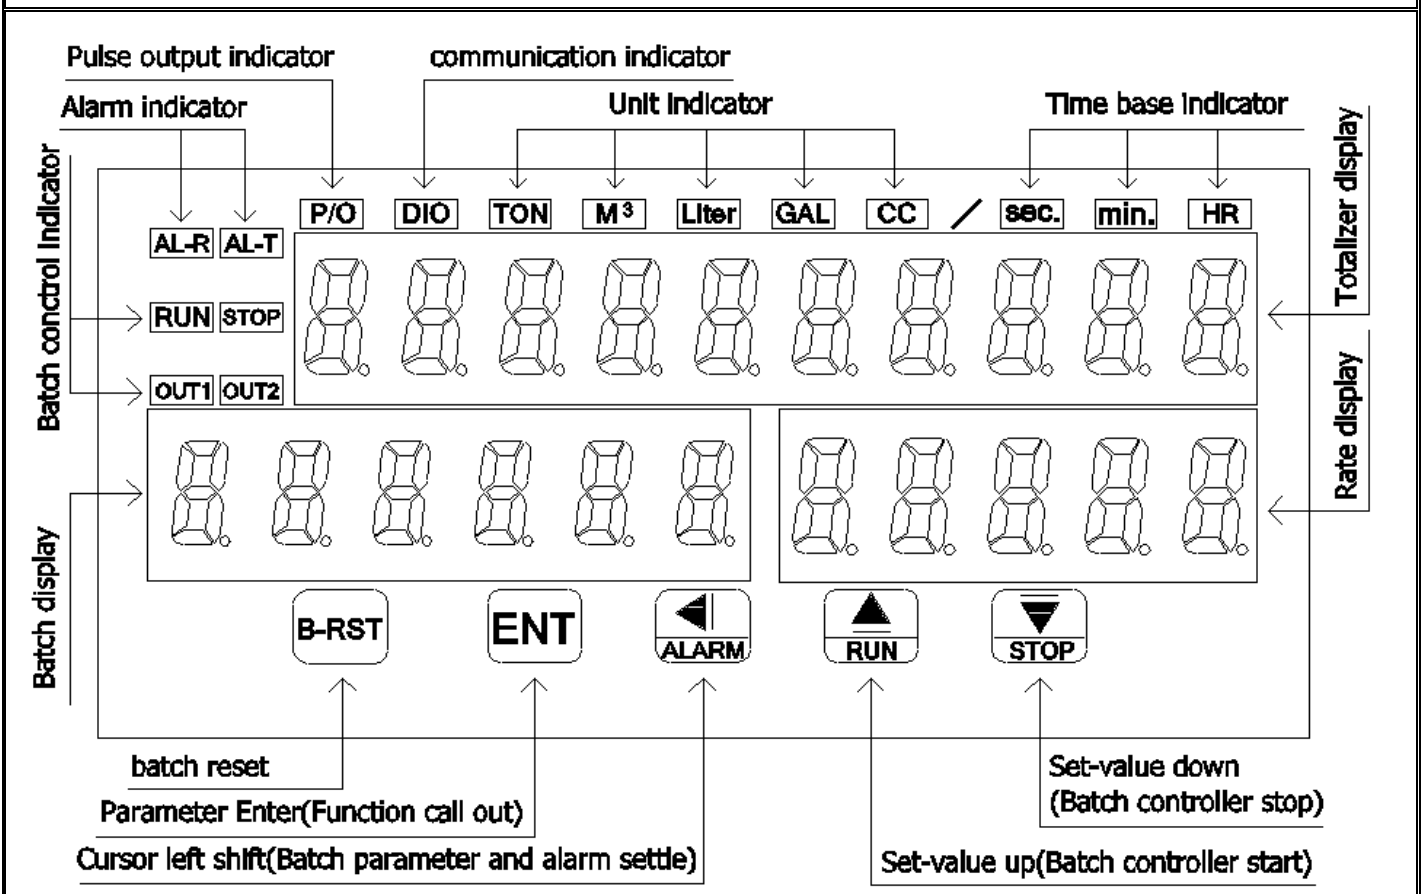 Pulse output indicator
communication indicator
Alarm indicator
Unit indicator
Time base indicator
Totalizer display
Batch conctrol indicator
P/O DIO TON M³ Liter GAL CC / sec. min. HR
AL-R AL-T
RUN STOP
OUT1 OUT2
Rate display
Batch display
B-RST
ENT
ALARM
RUN
STOP
batch reset
Set-value down
(Batch controller stop)
Parameter Enter(Function call out)
Cursor left shift(Batch parameter and alarm settle)
Set-value up(Batch controller start)